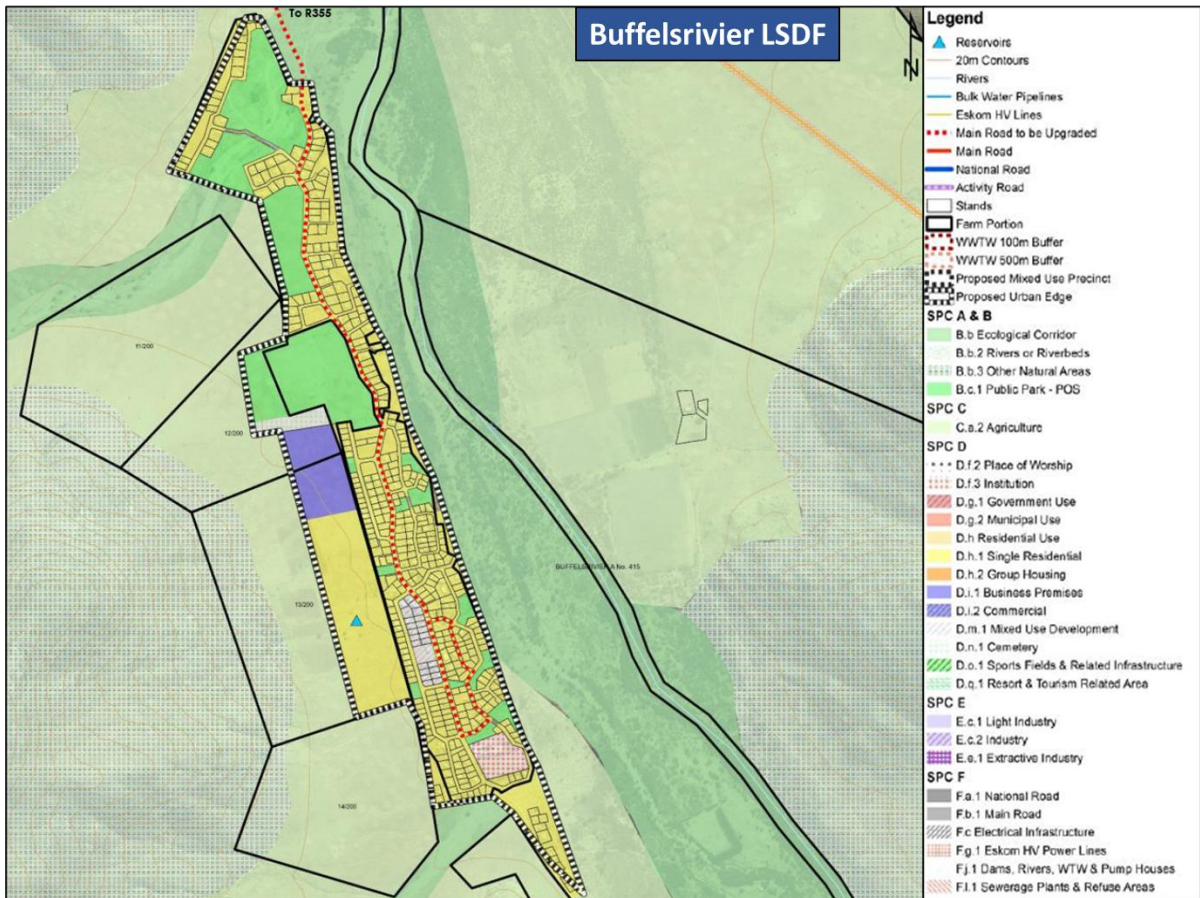 To R355
Buffelsrivier LSDF
N
11/200
12/200
13/200
14/200
BUFFELSRIVIER A No. 415
Legend
Reservoirs
20m Contours
Rivers
Bulk Water Pipelines
Eskom HV Lines
Main Road to be Upgraded
Main Road
National Road
Activity Road
Stands
Farm Portion
WWTW 100m Buffer
WWTW 500m Buffer
Proposed Mixed Use Precinct
Proposed Urban Edge
SPC A & B
B.b Ecological Corridor
B.b.2 Rivers or Riverbeds
B.b.3 Other Natural Areas
B.c.1 Public Park - POS
SPC C
C.a.2 Agriculture
SPC D
D.f.2 Place of Worship
D.f.3 Institution
D.g.1 Government Use
D.g.2 Municipal Use
D.h Residential Use
D.h.1 Single Residential
D.h.2 Group Housing
D.i.1 Business Premises
D.i.2 Commercial
D.m.1 Mixed Use Development
D.n.1 Cemetery
D.o.1 Sports Fields & Related Infrastructure
D.q.1 Resort & Tourism Related Area
SPC E
E.c.1 Light Industry
E.c.2 Industry
E.e.1 Extractive Industry
SPC F
F.a.1 National Road
F.b.1 Main Road
F.c Electrical Infrastructure
F.g.1 Eskom HV Power Lines
F.j.1 Dams, Rivers, WTW & Pump Houses
F.l.1 Sewerage Plants & Refuse Areas